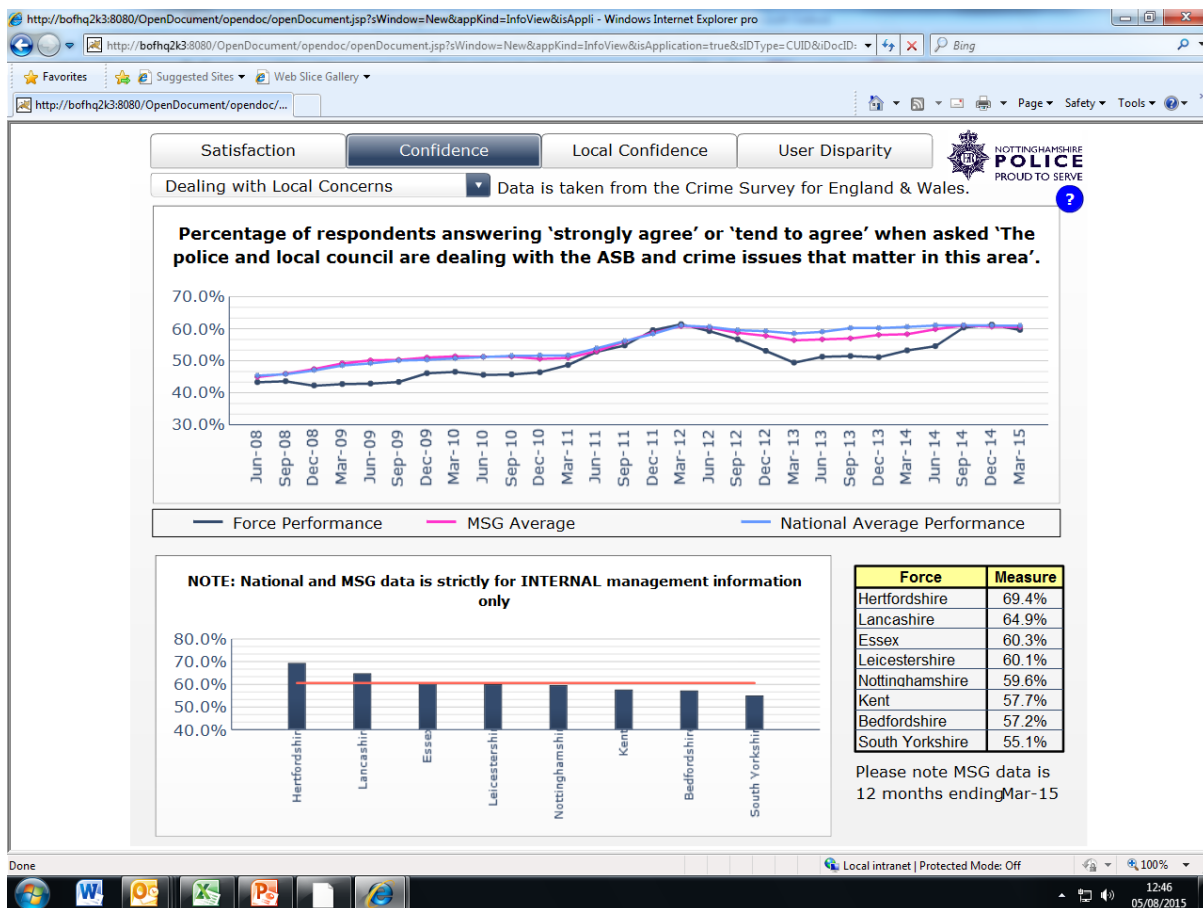 http://bofhq2k3:8080/OpenDocument/opendoc/openDocument.jsp?sWindow=New&appKind=InfoView&isAppli - Windows Internet Explorer pro
http://bofhq2k3:8080/OpenDocument/opendoc/openDocument.jsp?sWindow=New&appKind=InfoView&isApplication=true&sIDType=CUID&iDocID: Bing
Favorites Suggested Sites Web Slice Gallery
http://bofhq2k3:8080/OpenDocument/opendoc/... Page Safety Tools
Satisfaction Confidence Local Confidence User Disparity
NOTTINGHAMSHIRE
POLICE
PROUD TO SERVE
Dealing with Local Concerns Data is taken from the Crime Survey for England & Wales.
?
Percentage of respondents answering ‘strongly agree’ or ‘tend to agree’ when asked ‘The
police and local council are dealing with the ASB and crime issues that matter in this area’.
70.0%
60.0%
50.0%
40.0%
30.0%
Jun-08
Sep-08
Dec-08
Mar-09
Jun-09
Sep-09
Dec-09
Mar-10
Jun-10
Sep-10
Dec-10
Mar-11
Jun-11
Sep-11
Dec-11
Mar-12
Jun-12
Sep-12
Dec-12
Mar-13
Jun-13
Sep-13
Dec-13
Mar-14
Jun-14
Sep-14
Dec-14
Mar-15
Force Performance MSG Average National Average Performance
NOTE: National and MSG data is strictly for INTERNAL management information
only
80.0%
70.0%
60.0%
50.0%
40.0%
Hertfordshir
Lancashir
Essex
Leicestershi
Nottinghamshi
Kent
Bedfordshir
South Yorkshir
Force Measure
Hertfordshire 69.4%
Lancashire 64.9%
Essex 60.3%
Leicestershire 60.1%
Nottinghamshire 59.6%
Kent 57.7%
Bedfordshire 57.2%
South Yorkshire 55.1%
Please note MSG data is
12 months endingMar-15
Done Local intranet | Protected Mode: Off 100%
12:46
05/08/2015